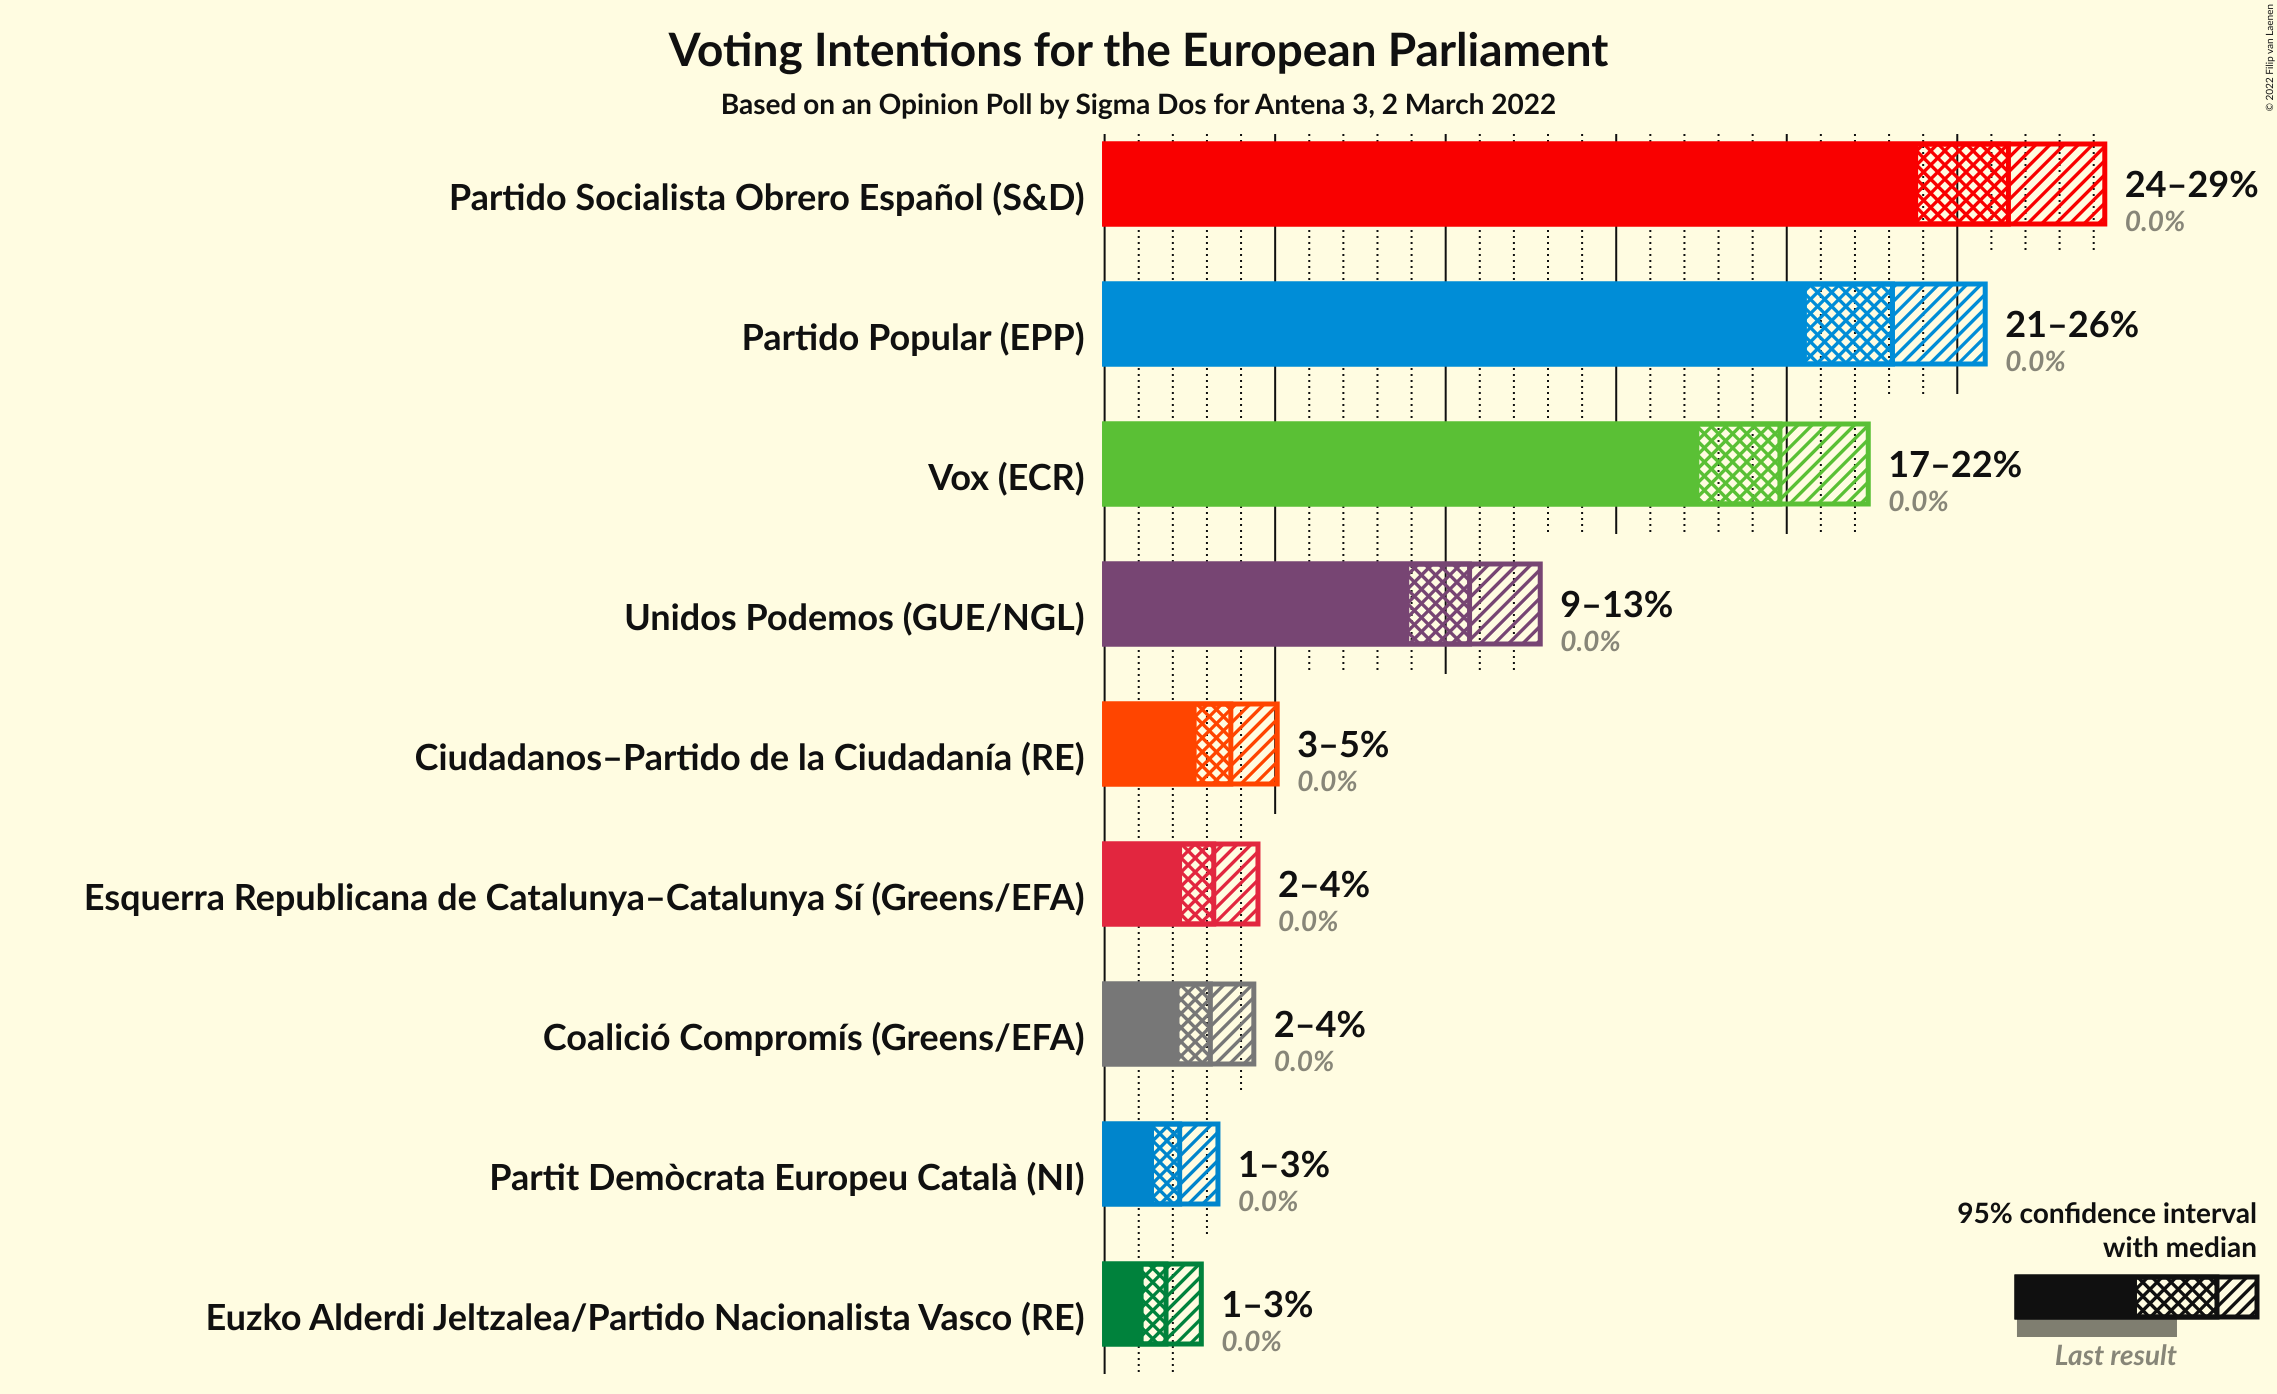 Voting Intentions for the European Parliament
Based on an Opinion Poll by Sigma Dos for Antena 3, 2 March 2022
© 2022 Filip van Laenen
Partido Socialista Obrero Español (S&D)
24–29%
0.0%
Partido Popular (EPP)
21–26%
0.0%
Vox (ECR)
17–22%
0.0%
Unidos Podemos (GUE/NGL)
9–13%
0.0%
Ciudadanos–Partido de la Ciudadanía (RE)
3–5%
0.0%
Esquerra Republicana de Catalunya–Catalunya Sí (Greens/EFA)
2–4%
0.0%
Coalició Compromís (Greens/EFA)
2–4%
0.0%
Partit Demòcrata Europeu Català (NI)
1–3%
0.0%
Euzko Alderdi Jeltzalea/Partido Nacionalista Vasco (RE)
1–3%
0.0%
95% confidence interval
with median
Last result